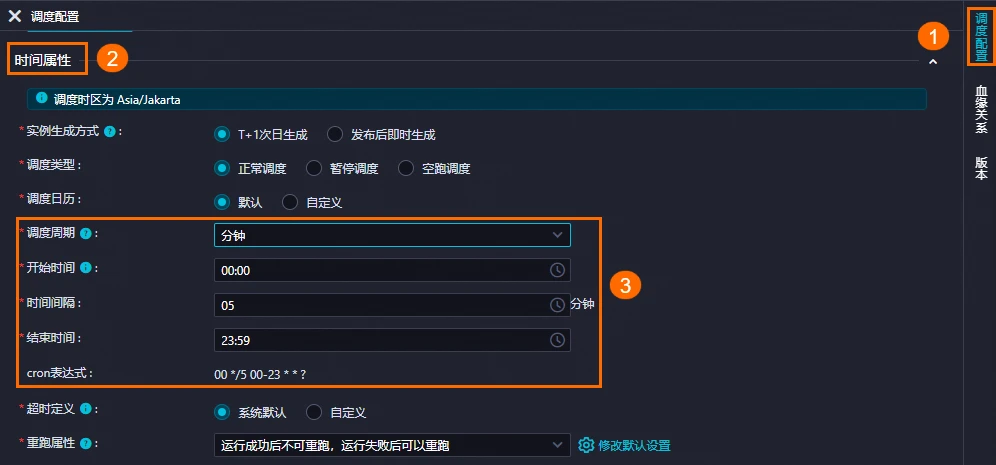 调度配置
1
调度配置
时间属性
2
调度时区为 Asia/Jakarta
血缘关系
* 实例生成方式 ? :
T+1次日生成
发布后即时生成
* 调度类型 :
正常调度
暂停调度
空跑调度
版本
* 调度日历 :
默认
自定义
* 调度周期 ? :
分钟
* 开始时间 :
00:00
3
* 时间间隔 :
05
分钟
* 结束时间 :
23:59
cron表达式 :
00 */5 00-23 * * ?
* 超时定义 :
系统默认
自定义
* 重跑属性 ? :
运行成功后不可重跑，运行失败后可以重跑
修改默认设置